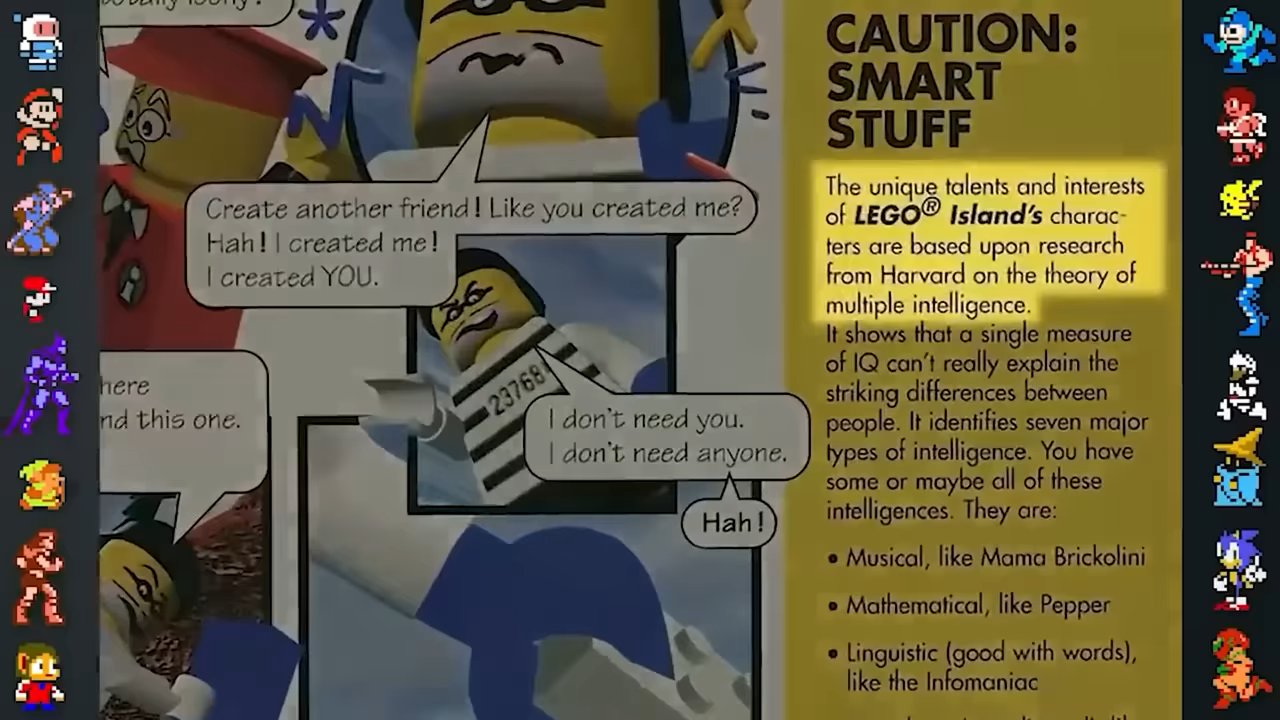 Create another friend! Like you created me?
Hah! I created me!
I created YOU.
23768
here
nd this one.
I don't need you.
I don't need anyone.
Hah!
CAUTION:
SMART
STUFF
The unique talents and interests
of LEGO® Island's charac-
ters are based upon research
from Harvard on the theory of
multiple intelligence.
It shows that a single measure
of IQ can't really explain the
striking differences between
people. It identifies seven major
types of intelligence. You have
some or maybe all of these
intelligences. They are:
• Musical, like Mama Brickolini
• Mathematical, like Pepper
• Linguistic (good with words),
like the Infomaniac